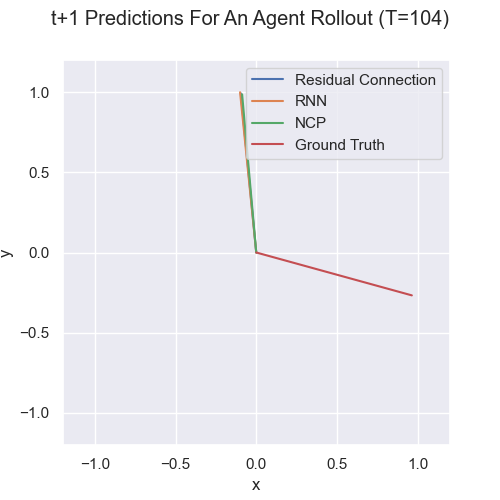 t+1 Predictions For An Agent Rollout (T=104)
Residual Connection
RNN
NCP
Ground Truth
1.0
0.5
0.0
−0.5
−1.0
y
−1.0 −0.5 0.0 0.5 1.0
x